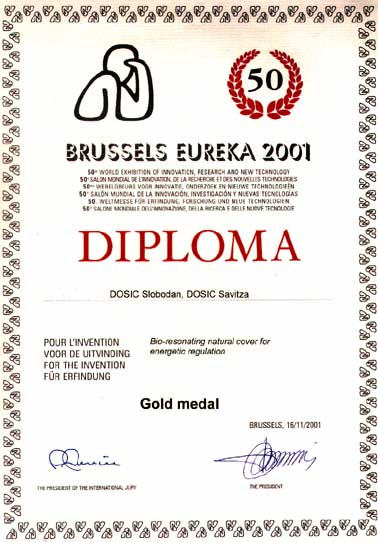 50
BRUSSELS EUREKA 2001
50th WORLD EXHIBITION OF INNOVATION, RESEARCH AND NEW TECHNOLOGY
50e SALON MONDIAL DE L'INNOVATION, DE LA RECHERCHE ET DES NOUVELLES TECHNOLOGIES
50ste WERELDBEURS VOOR INNOVATIE, ONDERZOEK EN NIEUWE TECHNOLOGIEËN
50o SALÓN MUNDIAL DE LA INNOVACIÓN, INVESTIGACIÓN Y NUEVAS TECNOLOGÍAS
50. WELTMESSE FÜR ERFINDUNG, FORSCHUNG UND NEUE TECHNOLOGIEN
50o SALONE MONDIALE DELL'INNOVAZIONE, DELLA RICERCA E DELLE NUOVE TECNOLOGIE
DIPLOMA
DOSIC Slobodan, DOSIC Savitza
POUR L'INVENTION
VOOR DE UITVINDING
FOR THE INVENTION
FÜR ERFINDUNG
Bio-resonating natural cover for
energetic regulation
Gold medal
BRUSSELS, 16/11/2001
THE PRESIDENT OF THE INTERNATIONAL JURY
THE PRESIDENT